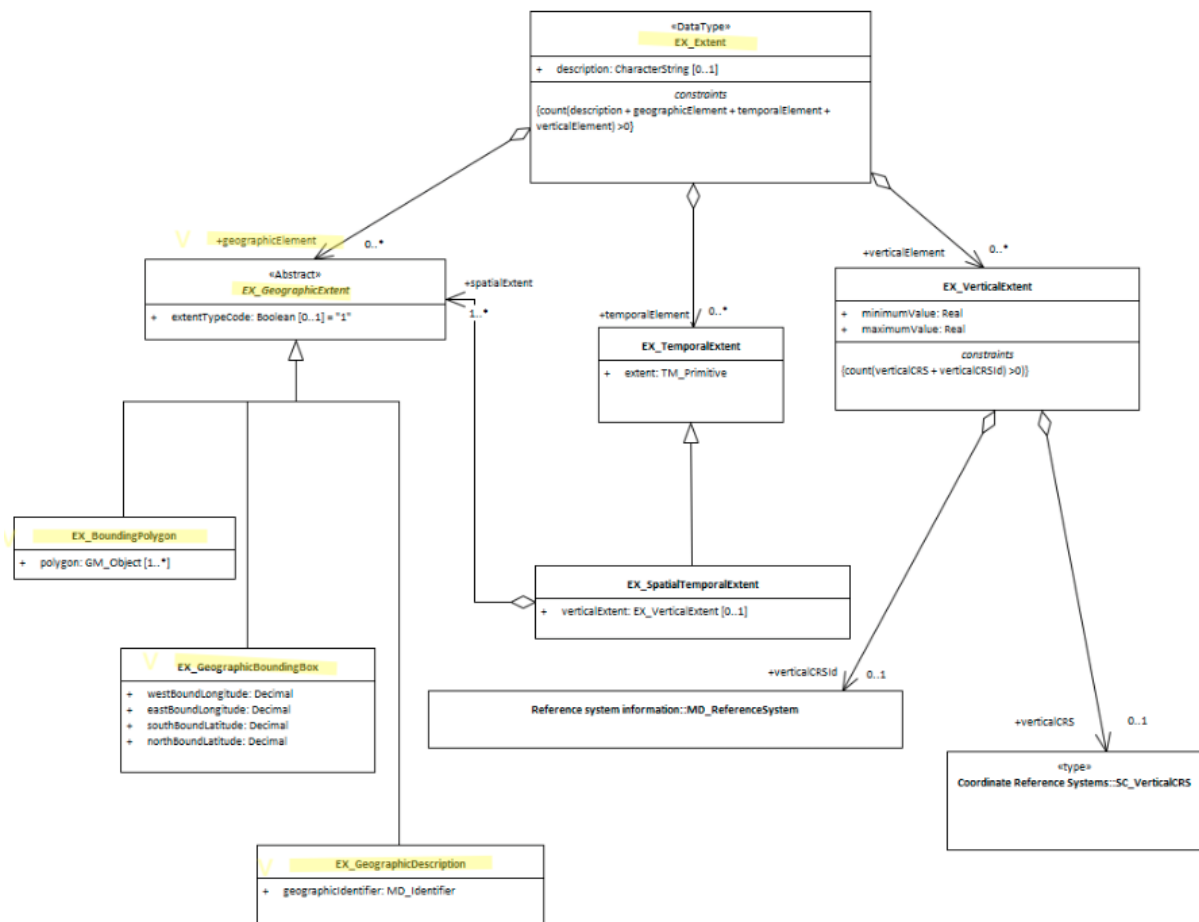 «DataType»
EX_Extent
+ description: CharacterString [0..1]
constraints
{count(description + geographicElement + temporalElement +
verticalElement) >0}
+geographicElement
0..*
«Abstract»
EX_GeographicExtent
+ extentTypeCode: Boolean [0..1] = "1"
+spatialExtent
1..*
+temporalElement
0..*
EX_TemporalExtent
+ extent: TM_Primitive
+verticalElement
0..*
EX_VerticalExtent
+ minimumValue: Real
+ maximumValue: Real
constraints
{count(verticalCRS + verticalCRSId) >0)}
EX_BoundingPolygon
+ polygon: GM_Object [1..*]
EX_SpatialTemporalExtent
+ verticalExtent: EX_VerticalExtent [0..1]
EX_GeographicBoundingBox
+ westBoundLongitude: Decimal
+ eastBoundLongitude: Decimal
+ southBoundLatitude: Decimal
+ northBoundLatitude: Decimal
+verticalCRSId
0..1
Reference system information::MD_ReferenceSystem
+verticalCRS
0..1
«type»
Coordinate Reference Systems::SC_VerticalCRS
EX_GeographicDescription
+ geographicIdentifier: MD_Identifier